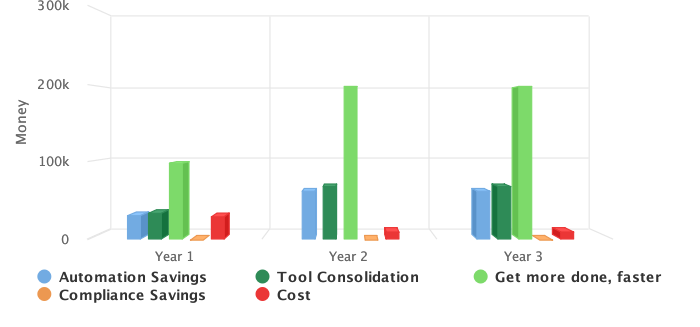 300k
200k
100k
0
Money
Year 1
Year 2
Year 3
Automation Savings
Tool Consolidation
Get more done, faster
Compliance Savings
Cost